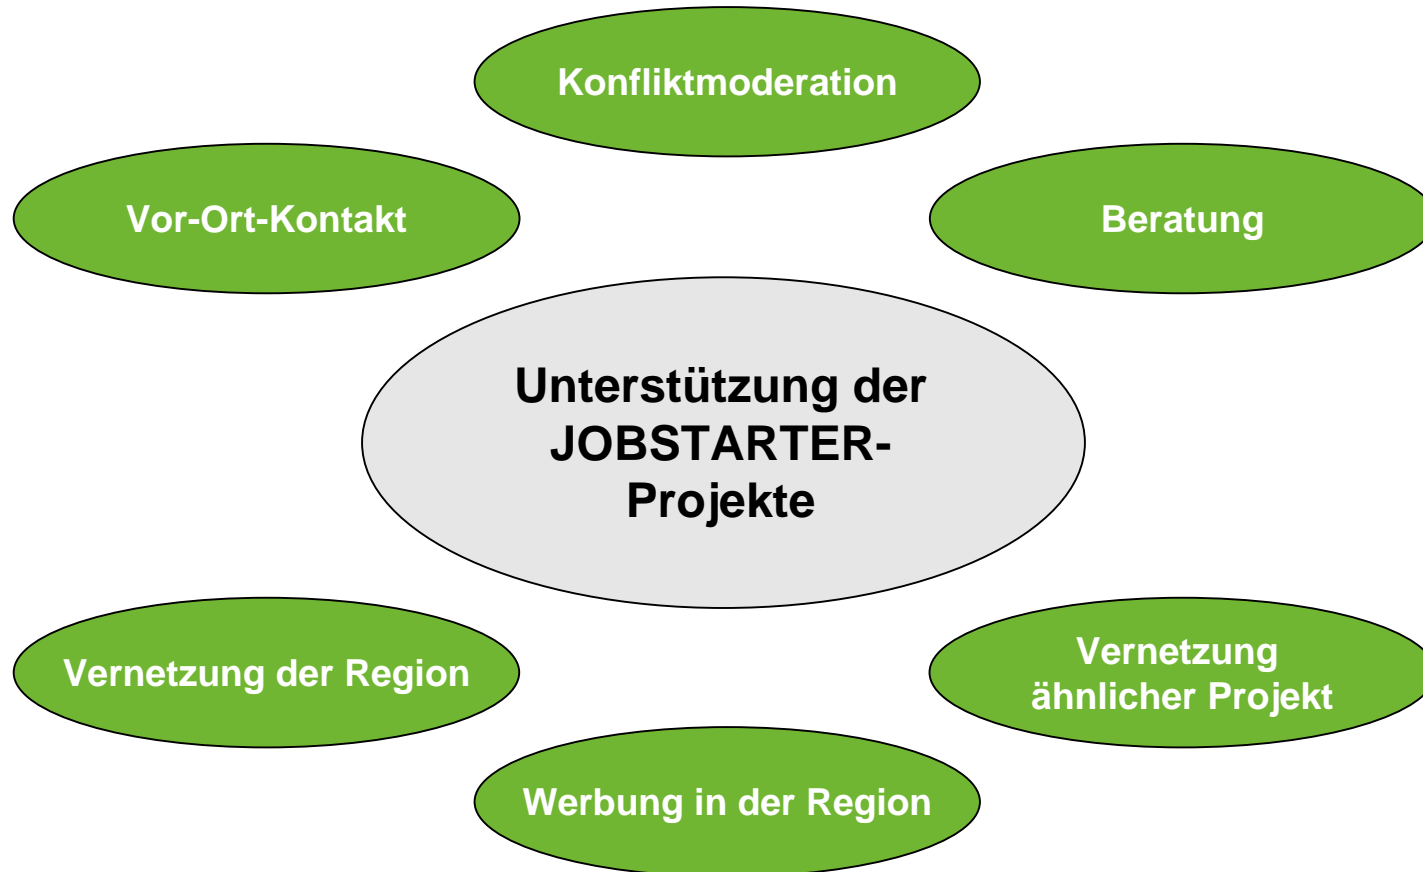 Konfliktmoderation
Vor-Ort-Kontakt
Beratung
Unterstützung der
JOBSTARTER-
Projekte
Vernetzung der Region
Vernetzung
ähnlicher Projekt
Werbung in der Region